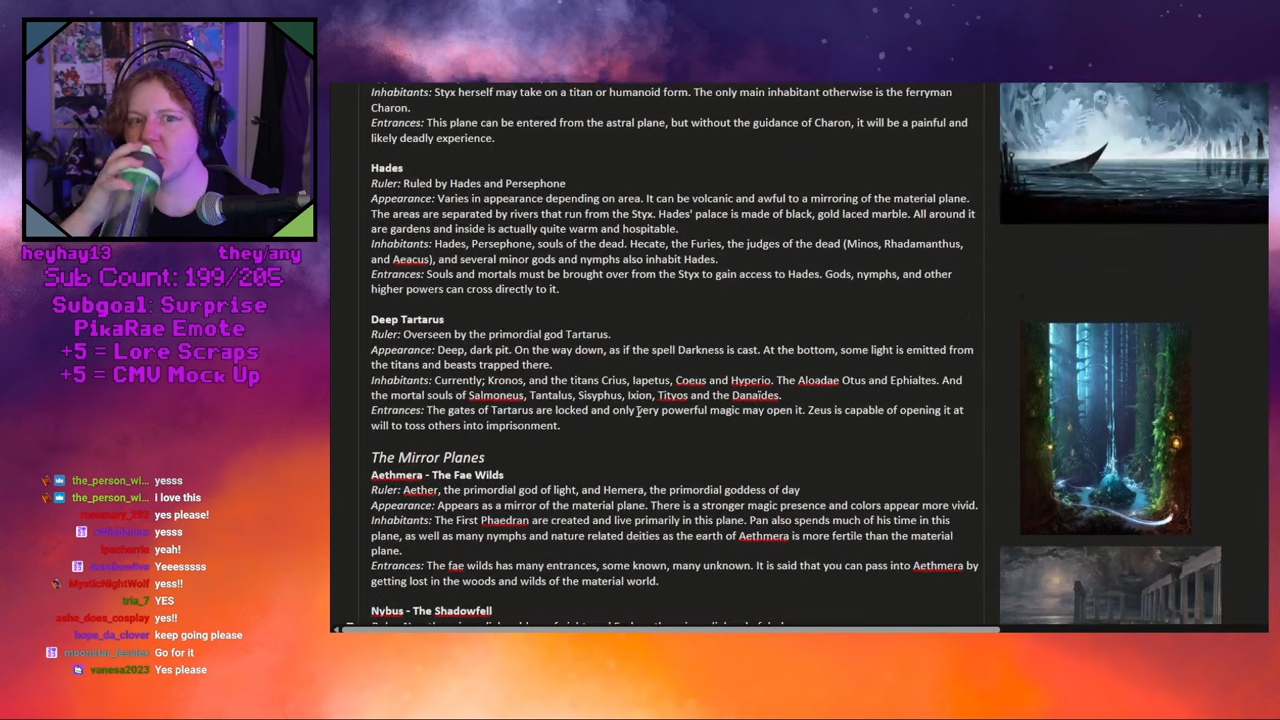 Inhabitants: Styx herself may take on a titan or humanoid form. The only main inhabitant otherwise is the ferryman
Charon.
Entrances: This plane can be entered from the astral plane, but without the guidance of Charon, it will be a painful and
likely deadly experience.
Hades
Ruler: Ruled by Hades and Persephone
Appearance: Varies in appearance depending on area. It can be volcanic and awful to a mirroring of the material plane.
The areas are separated by rivers that run from the Styx. Hades' palace is made of black, gold laced marble. All around it
are gardens and inside is actually quite warm and hospitable.
Inhabitants: Hades, Persephone, souls of the dead. Hecate, the Furies, the judges of the dead (Minos, Rhadamanthus,
and Aeacus), and several minor gods and nymphs also inhabit Hades.
Entrances: Souls and mortals must be brought over from the Styx to gain access to Hades. Gods, nymphs, and other
higher powers can cross directly to it.
Deep Tartarus
Ruler: Overseen by the primordial god Tartarus.
Appearance: Deep, dark pit. On the way down, as if the spell Darkness is cast. At the bottom, some light is emitted from
the titans and beasts trapped there.
Inhabitants: Currently; Kronos, and the titans Crius, Iapetus, Coeus and Hyperio. The Aloadae Otus and Ephialtes. And
the mortal souls of Salmoneus, Tantalus, Sisyphus, Ixion, Tityos and the Danaïdes.
Entrances: The gates of Tartarus are locked and only very powerful magic may open it. Zeus is capable of opening it at
will to toss others into imprisonment.
The Mirror Planes
Aethmera - The Fae Wilds
Ruler: Aether, the primordial god of light, and Hemera, the primordial goddess of day
Appearance: Appears as a mirror of the material plane. There is a stronger magic presence and colors appear more vivid.
Inhabitants: The First Phaedran are created and live primarily in this plane. Pan also spends much of his time in this
plane, as well as many nymphs and nature related deities as the earth of Aethmera is more fertile than the material
plane.
Entrances: The fae wilds has many entrances, some known, many unknown. It is said that you can pass into Aethmera by
getting lost in the woods and wilds of the material world.
Nybus - The Shadowfell
heyhay13 they/any
Sub Count: 199/205
Subgoal: Surprise
PikaRae Emote
+5 = Lore Scraps
+5 = CMV Mock Up
the_person_wi... yesss
the_person_wi... i love this
rosemary_292 yes please!
yesss
yeah!
Yeeesssss
MysticNightWolf yess!!
tria_7 YES
ashe_does_cosplay yes!!
hope_da_clover keep going please
Go for it
vanesa2023 Yes please